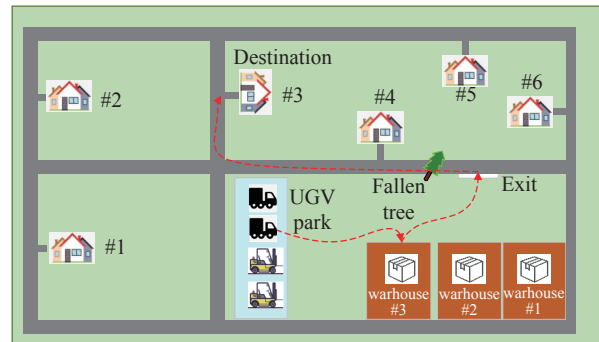 Destination
#6
#2
#3
#4
#5
UGV
park
Fallen
tree
Exit
#1
warhouse
#3
warhouse
#2
warhouse
#1